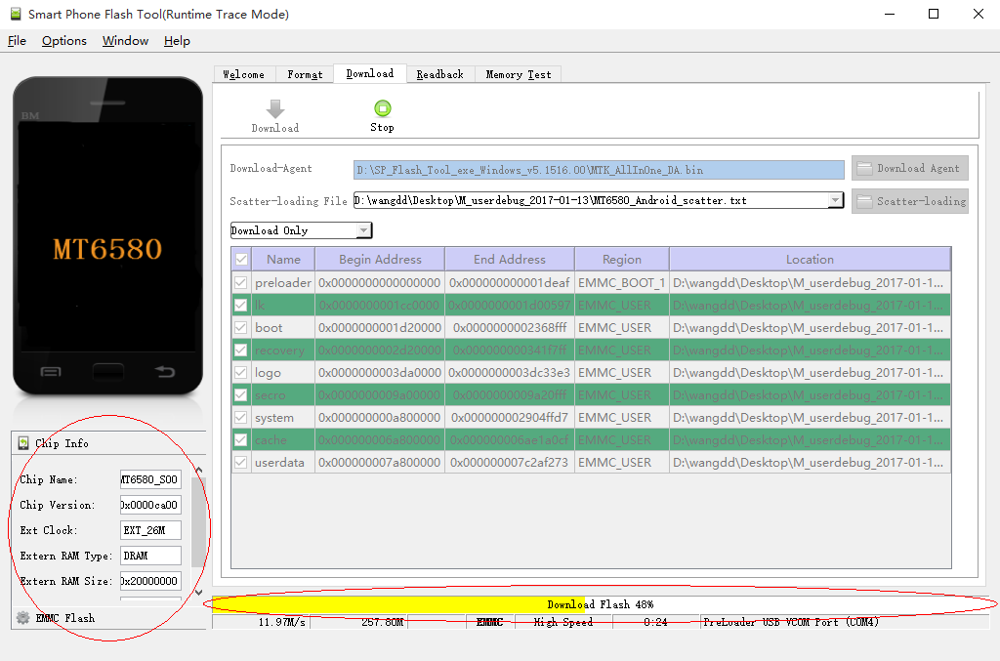 Smart Phone Flash Tool(Runtime Trace Mode)
File Options Window Help
Welcome Format Download Readback Memory Test
Download Stop
BM
MT6580
Download-Agent D:\SP_Flash_Tool_exe_Windows_v5.1516.00\MTK_AllInOne_DA.bin Download Agent
Scatter-loading File D:\wangdd\Desktop\M_userdebug_2017-01-13\MT6580_Android_scatter.txt Scatter-loading
Download Only
Name Begin Address End Address Region Location
preloader 0x0000000000000000 0x000000000001deaf EMMC_BOOT_1 D:\wangdd\Desktop\M_userdebug_2017-01-1...
lk 0x0000000001cc0000 0x0000000001d00597 EMMC_USER D:\wangdd\Desktop\M_userdebug_2017-01-1...
boot 0x0000000001d20000 0x0000000002368fff EMMC_USER D:\wangdd\Desktop\M_userdebug_2017-01-1...
recovery 0x0000000002d20000 0x000000000341f7ff EMMC_USER D:\wangdd\Desktop\M_userdebug_2017-01-1...
logo 0x0000000003da0000 0x0000000003dc33e3 EMMC_USER D:\wangdd\Desktop\M_userdebug_2017-01-1...
secro 0x0000000009a00000 0x0000000009a20fff EMMC_USER D:\wangdd\Desktop\M_userdebug_2017-01-1...
system 0x000000000a800000 0x000000002904ffd7 EMMC_USER D:\wangdd\Desktop\M_userdebug_2017-01-1...
cache 0x000000006a800000 0x000000006ae1a0cf EMMC_USER D:\wangdd\Desktop\M_userdebug_2017-01-1...
userdata 0x000000007a800000 0x000000007c2af273 EMMC_USER D:\wangdd\Desktop\M_userdebug_2017-01-1...
Chip Info
Chip Name: MT6580_S00
Chip Version: 0x0000ca00
Ext Clock: EXT_26M
Extern RAM Type: DRAM
Extern RAM Size: 0x20000000
EMMC Flash
Download Flash 48%
11.97M/s 257.80M EMMC High Speed 0:24 PreLoader USB VCOM Port (COM4)